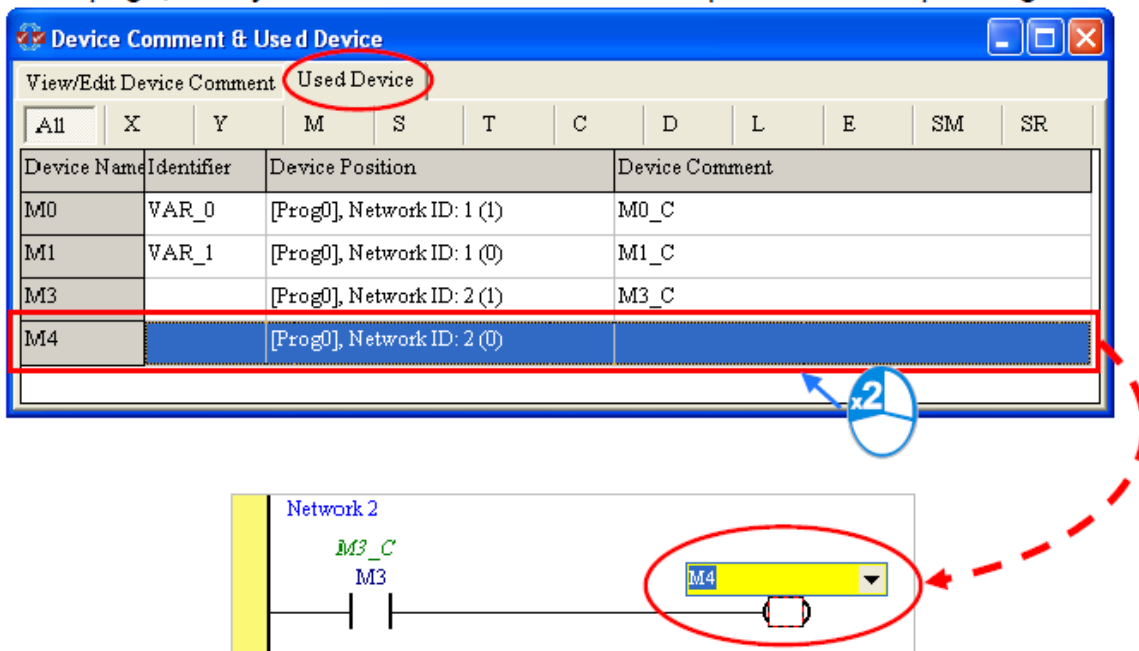 Device Comment & Used Device
View/Edit Device Comment Used Device
All X Y M S T C D L E SM SR
Device Name Identifier Device Position Device Comment
M0 VAR_0 [Prog0], Network ID: 1 (1) M0_C
M1 VAR_1 [Prog0], Network ID: 1 (0) M1_C
M3 [Prog0], Network ID: 2 (1) M3_C
M4 [Prog0], Network ID: 2 (0)
x2
Network 2
M3_C
M3 M4